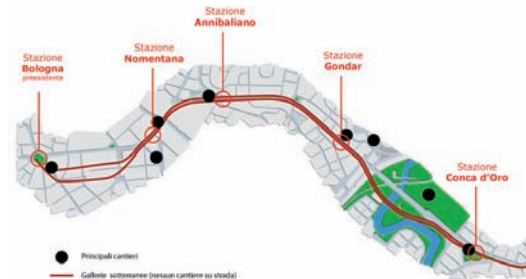 Stazione
Annibaliano
Stazione
Nomentana
Stazione
Gondar
Stazione
Bologna
preesistente
Stazione
Conca d'Oro
Principali cantieri
Gallerie sotterranee (nessun cantiere su strada)